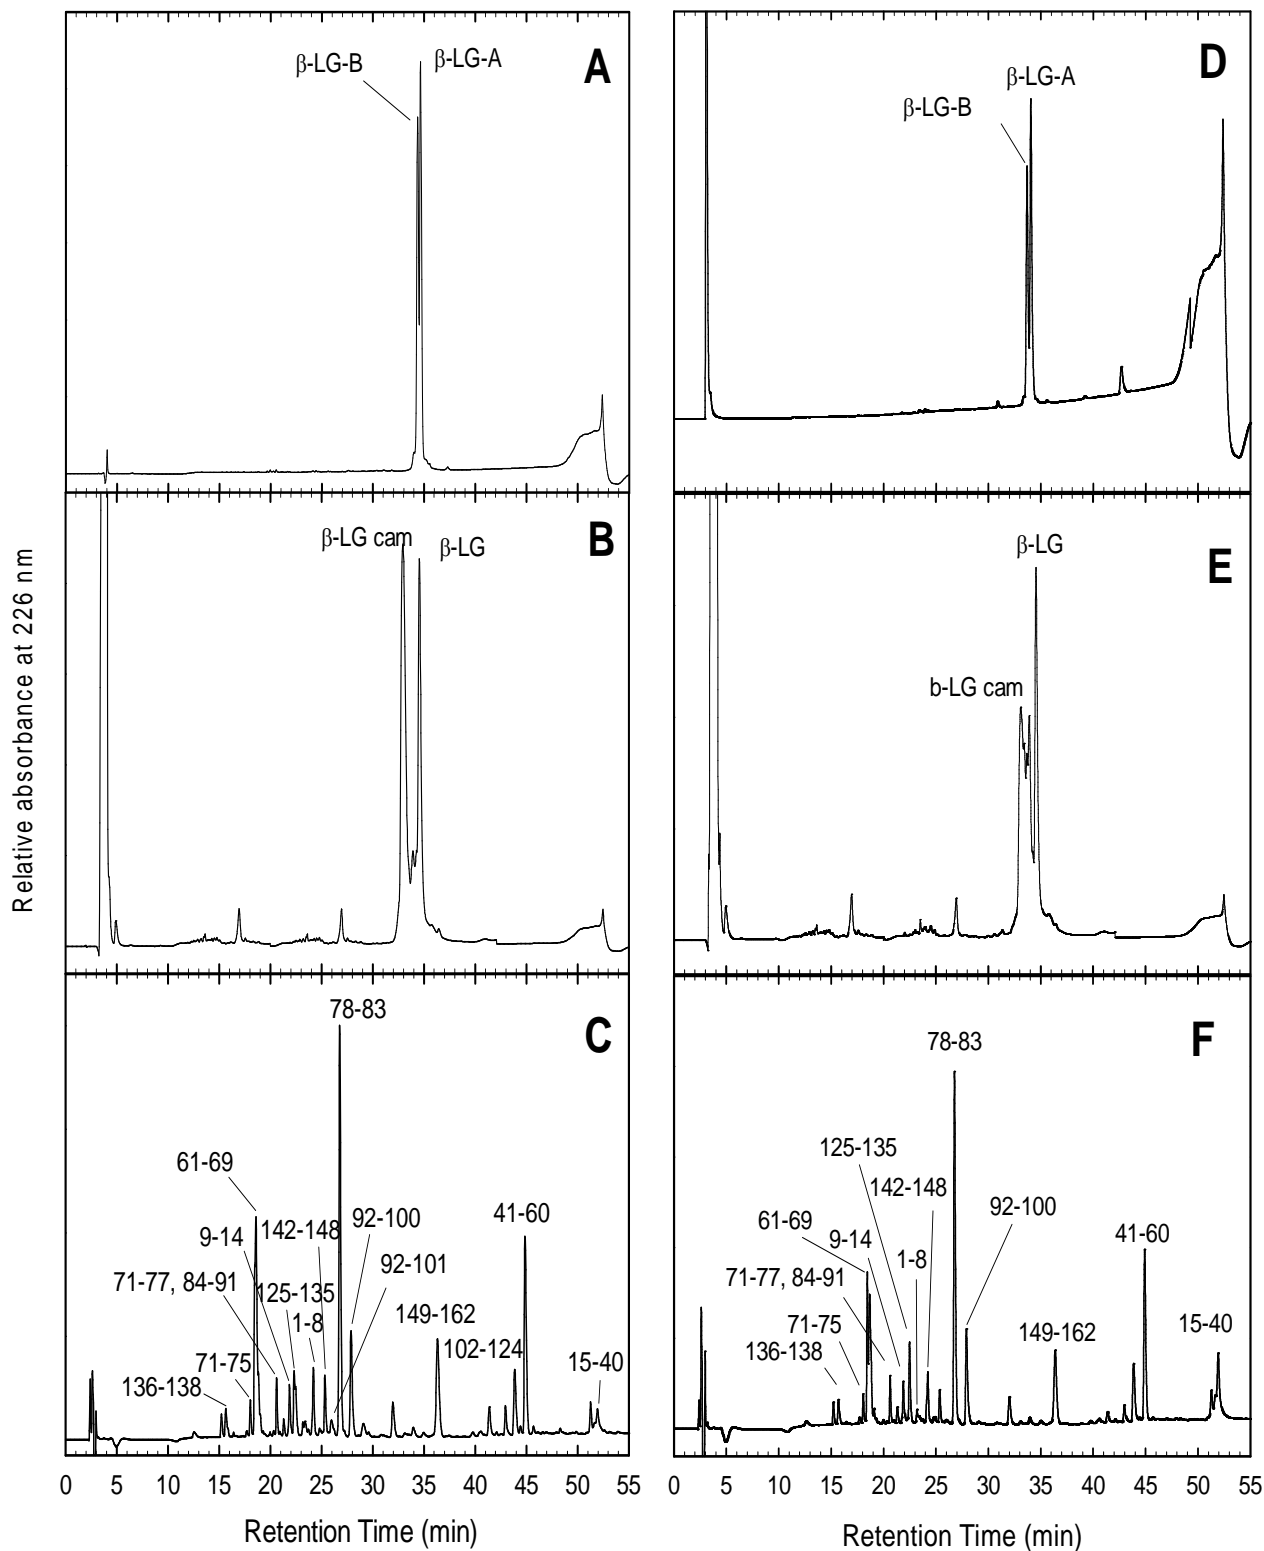 A
β-LG-B
β-LG-A
D
β-LG-A
β-LG-B
B
β-LG cam
β-LG
E
β-LG
b-LG cam
Relative absorbance at 226 nm
C
78-83
61-69
9-14
142-148
92-100
71-77, 84-91
125-135
92-101
1-8
149-162
41-60
71-75
102-124
136-138
15-40
0 5 10 15 20 25 30 35 40 45 50 55
Retention Time (min)
F
78-83
125-135
142-148
61-69
9-14
92-100
1-8
41-60
71-77, 84-91
71-75
149-162
15-40
136-138
0 5 10 15 20 25 30 35 40 45 50 55
Retention Time (min)